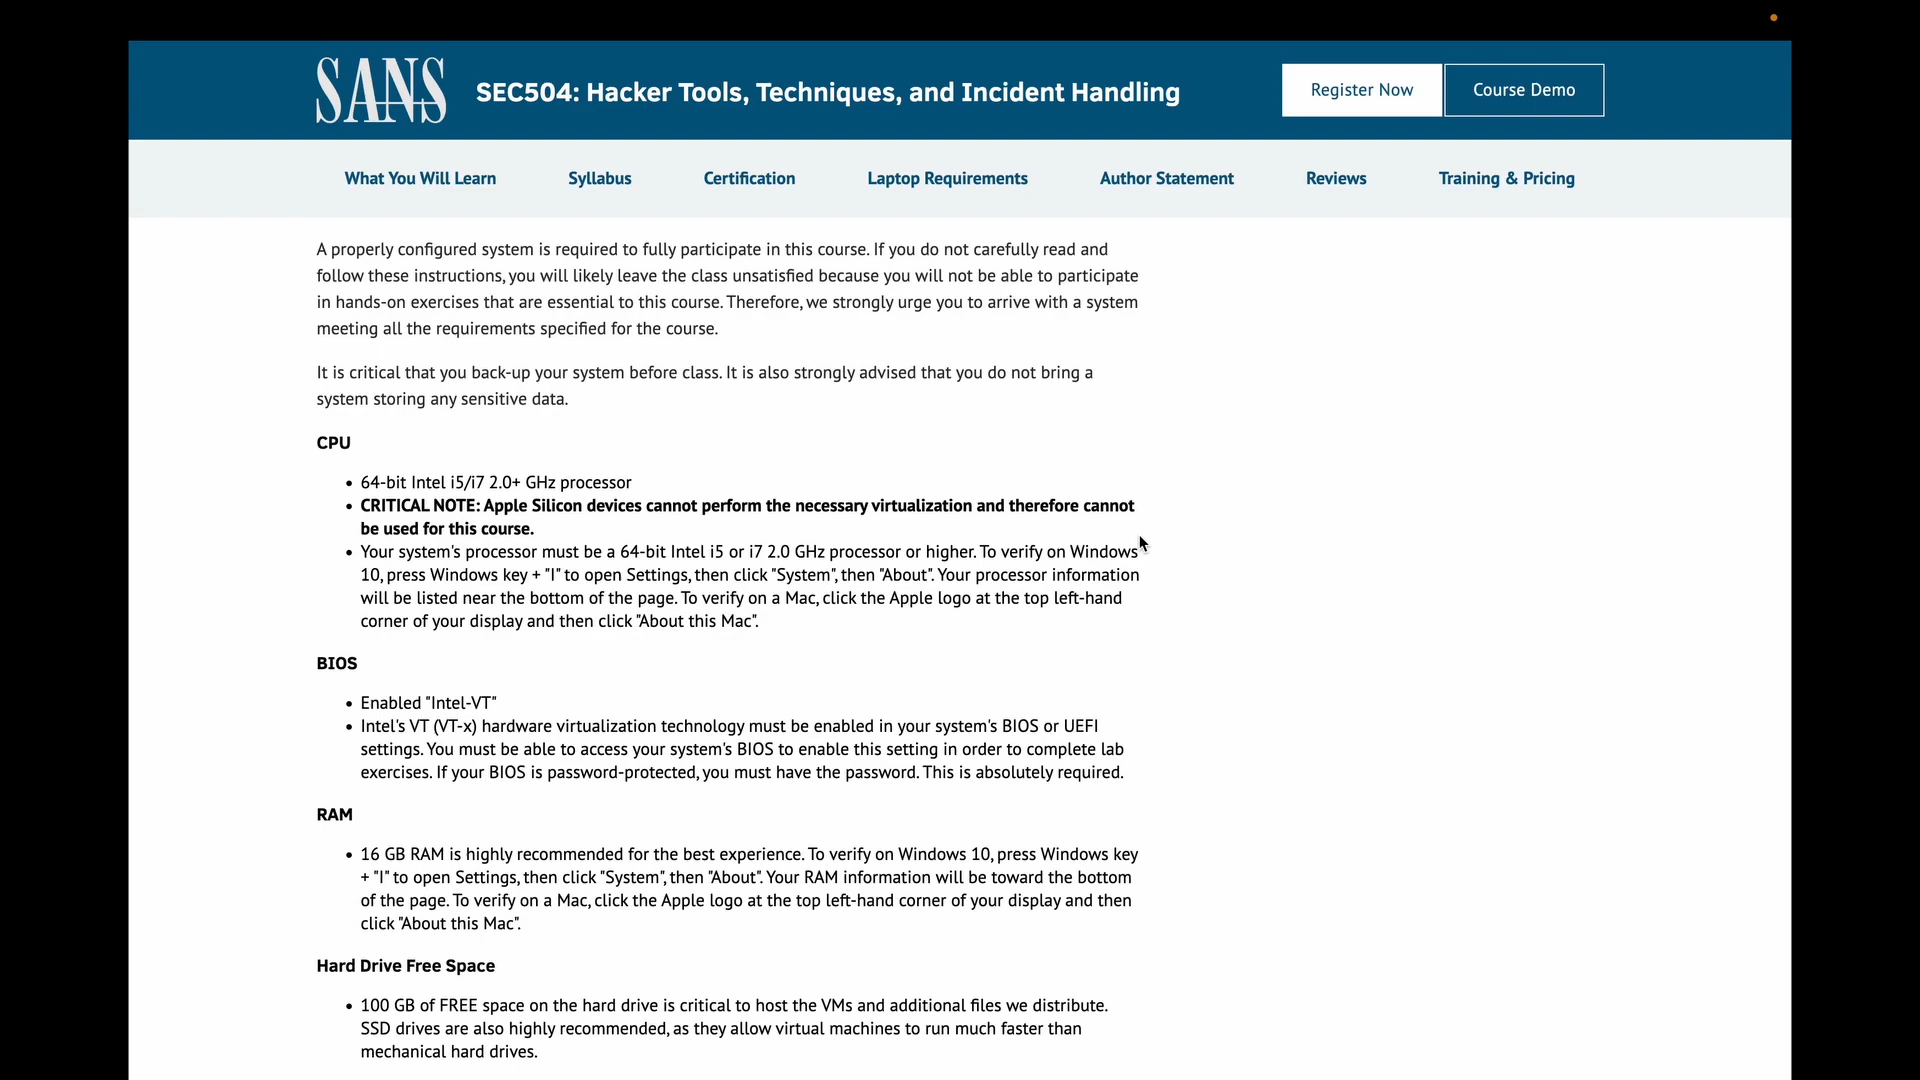 SANS
SEC504: Hacker Tools, Techniques, and Incident Handling
Register Now
Course Demo
What You Will Learn
Syllabus
Certification
Laptop Requirements
Author Statement
Reviews
Training & Pricing
A properly configured system is required to fully participate in this course. If you do not carefully read and
follow these instructions, you will likely leave the class unsatisfied because you will not be able to participate
in hands-on exercises that are essential to this course. Therefore, we strongly urge you to arrive with a system
meeting all the requirements specified for the course.
It is critical that you back-up your system before class. It is also strongly advised that you do not bring a
system storing any sensitive data.
CPU
• 64-bit Intel i5/i7 2.0+ GHz processor
• CRITICAL NOTE: Apple Silicon devices cannot perform the necessary virtualization and therefore cannot
be used for this course.
• Your system's processor must be a 64-bit Intel i5 or i7 2.0 GHz processor or higher. To verify on Windows
10, press Windows key + "I" to open Settings, then click "System", then "About". Your processor information
will be listed near the bottom of the page. To verify on a Mac, click the Apple logo at the top left-hand
corner of your display and then click "About this Mac".
BIOS
• Enabled "Intel-VT"
• Intel's VT (VT-x) hardware virtualization technology must be enabled in your system's BIOS or UEFI
settings. You must be able to access your system's BIOS to enable this setting in order to complete lab
exercises. If your BIOS is password-protected, you must have the password. This is absolutely required.
RAM
• 16 GB RAM is highly recommended for the best experience. To verify on Windows 10, press Windows key
+ "I" to open Settings, then click "System", then "About". Your RAM information will be toward the bottom
of the page. To verify on a Mac, click the Apple logo at the top left-hand corner of your display and then
click "About this Mac".
Hard Drive Free Space
• 100 GB of FREE space on the hard drive is critical to host the VMs and additional files we distribute.
SSD drives are also highly recommended, as they allow virtual machines to run much faster than
mechanical hard drives.